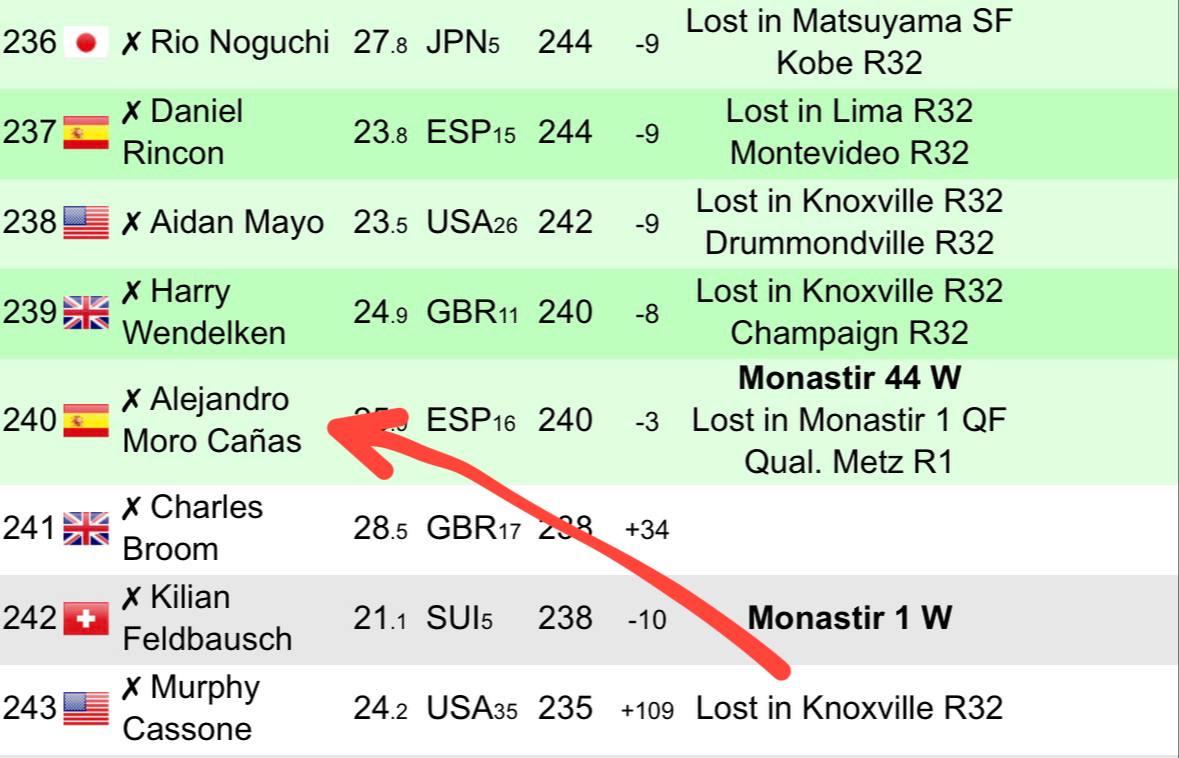 236 ✗ Rio Noguchi 27.8 JPN5 244 -9 Lost in Matsuyama SF
Kobe R32
237 ✗ Daniel
Rincon 23.8 ESP15 244 -9 Lost in Lima R32
Montevideo R32
238 ✗ Aidan Mayo 23.5 USA26 242 -9 Lost in Knoxville R32
Drummondville R32
239 ✗ Harry
Wendelken 24.9 GBR11 240 -8 Lost in Knoxville R32
Champaign R32
240 ✗ Alejandro
Moro Cañas ESP16 240 -3 Monastir 44 W
Lost in Monastir 1 QF
Qual. Metz R1
241 ✗ Charles
Broom 28.5 GBR17 238 +34
242 ✗ Kilian
Feldbausch 21.1 SUI5 238 -10 Monastir 1 W
243 ✗ Murphy
Cassone 24.2 USA35 235 +109 Lost in Knoxville R32